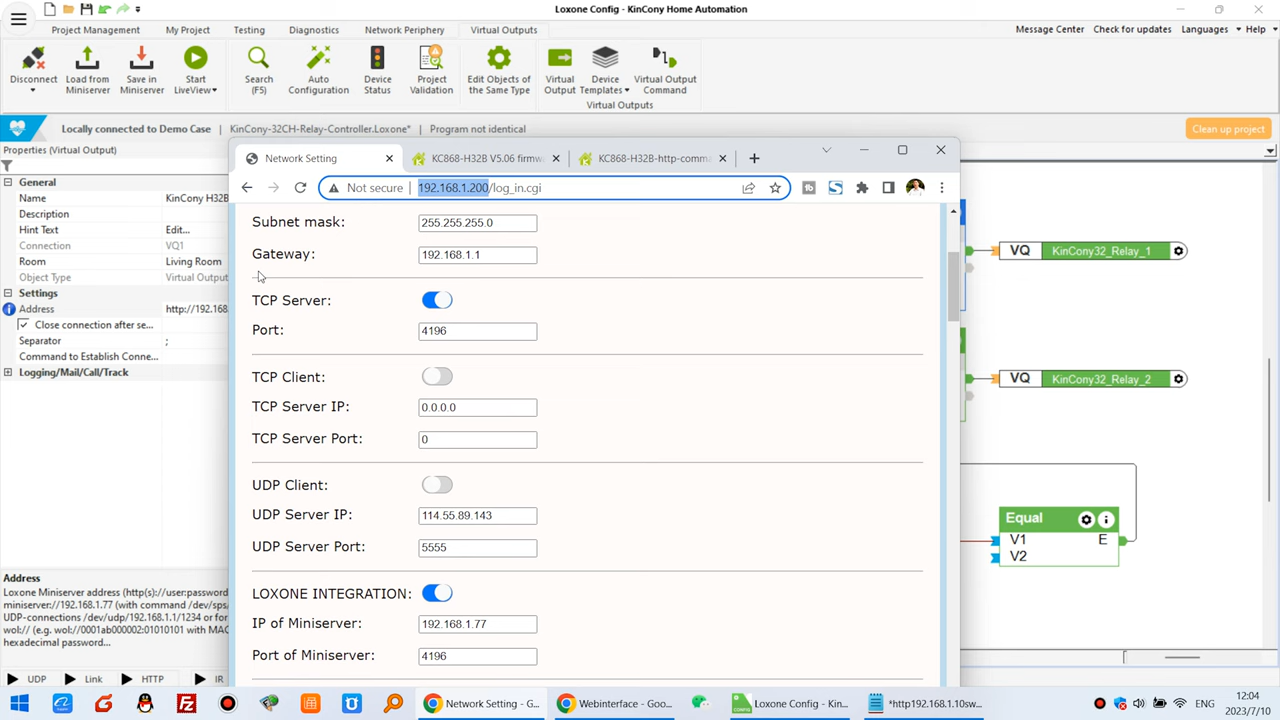 Loxone Config - KinCony Home Automation
Project Management My Project Testing Diagnostics Network Periphery Virtual Outputs Message Center Check for updates Languages Help
Disconnect
Load from Miniserver
Save in Miniserver
Start LiveView
Search (F5)
Auto Configuration
Device Status
Project Validation
Edit Objects of the Same Type
Virtual Output
Device Templates
Virtual Output Command
Virtual Outputs
Locally connected to Demo Case KinCony-32CH-Relay-Controller.Loxone* Program not identical Clean up project
Properties (Virtual Output)
General
Name KinCony H32B
Description
Hint Text Edit...
Connection VQ1
Room Living Room
Object Type Virtual Output
Settings
Address http://192.168
Close connection after se...
Separator ;
Command to Establish Conne...
Logging/Mail/Call/Track
Address
Loxone Miniserver address (http(s)://user:password
miniserver://192.168.1.77 (with command /dev/sps/
UDP-connections /dev/udp/192.168.1.1/1234 or for
wol:// (e.g. wol://0001ab000002:01010101 with MAC
hexadecimal password...
UDP Link HTTP IR
Network Setting KC868-H32B V5.06 firmw KC868-H32B-http-comma
Not secure 192.168.1.200/log_in.cgi
Subnet mask: 255.255.255.0
Gateway: 192.168.1.1
TCP Server:
Port: 4196
TCP Client:
TCP Server IP: 0.0.0.0
TCP Server Port: 0
UDP Client:
UDP Server IP: 114.55.89.143
UDP Server Port: 5555
LOXONE INTEGRATION:
IP of Miniserver: 192.168.1.77
Port of Miniserver: 4196
VQ KinCony32_Relay_1
VQ KinCony32_Relay_2
Equal
V1 E
V2
Network Setting - G... Webinterface - Goo... Loxone Config - Kin... *http192.168.1.10sw... ENG
12:04
2023/7/10